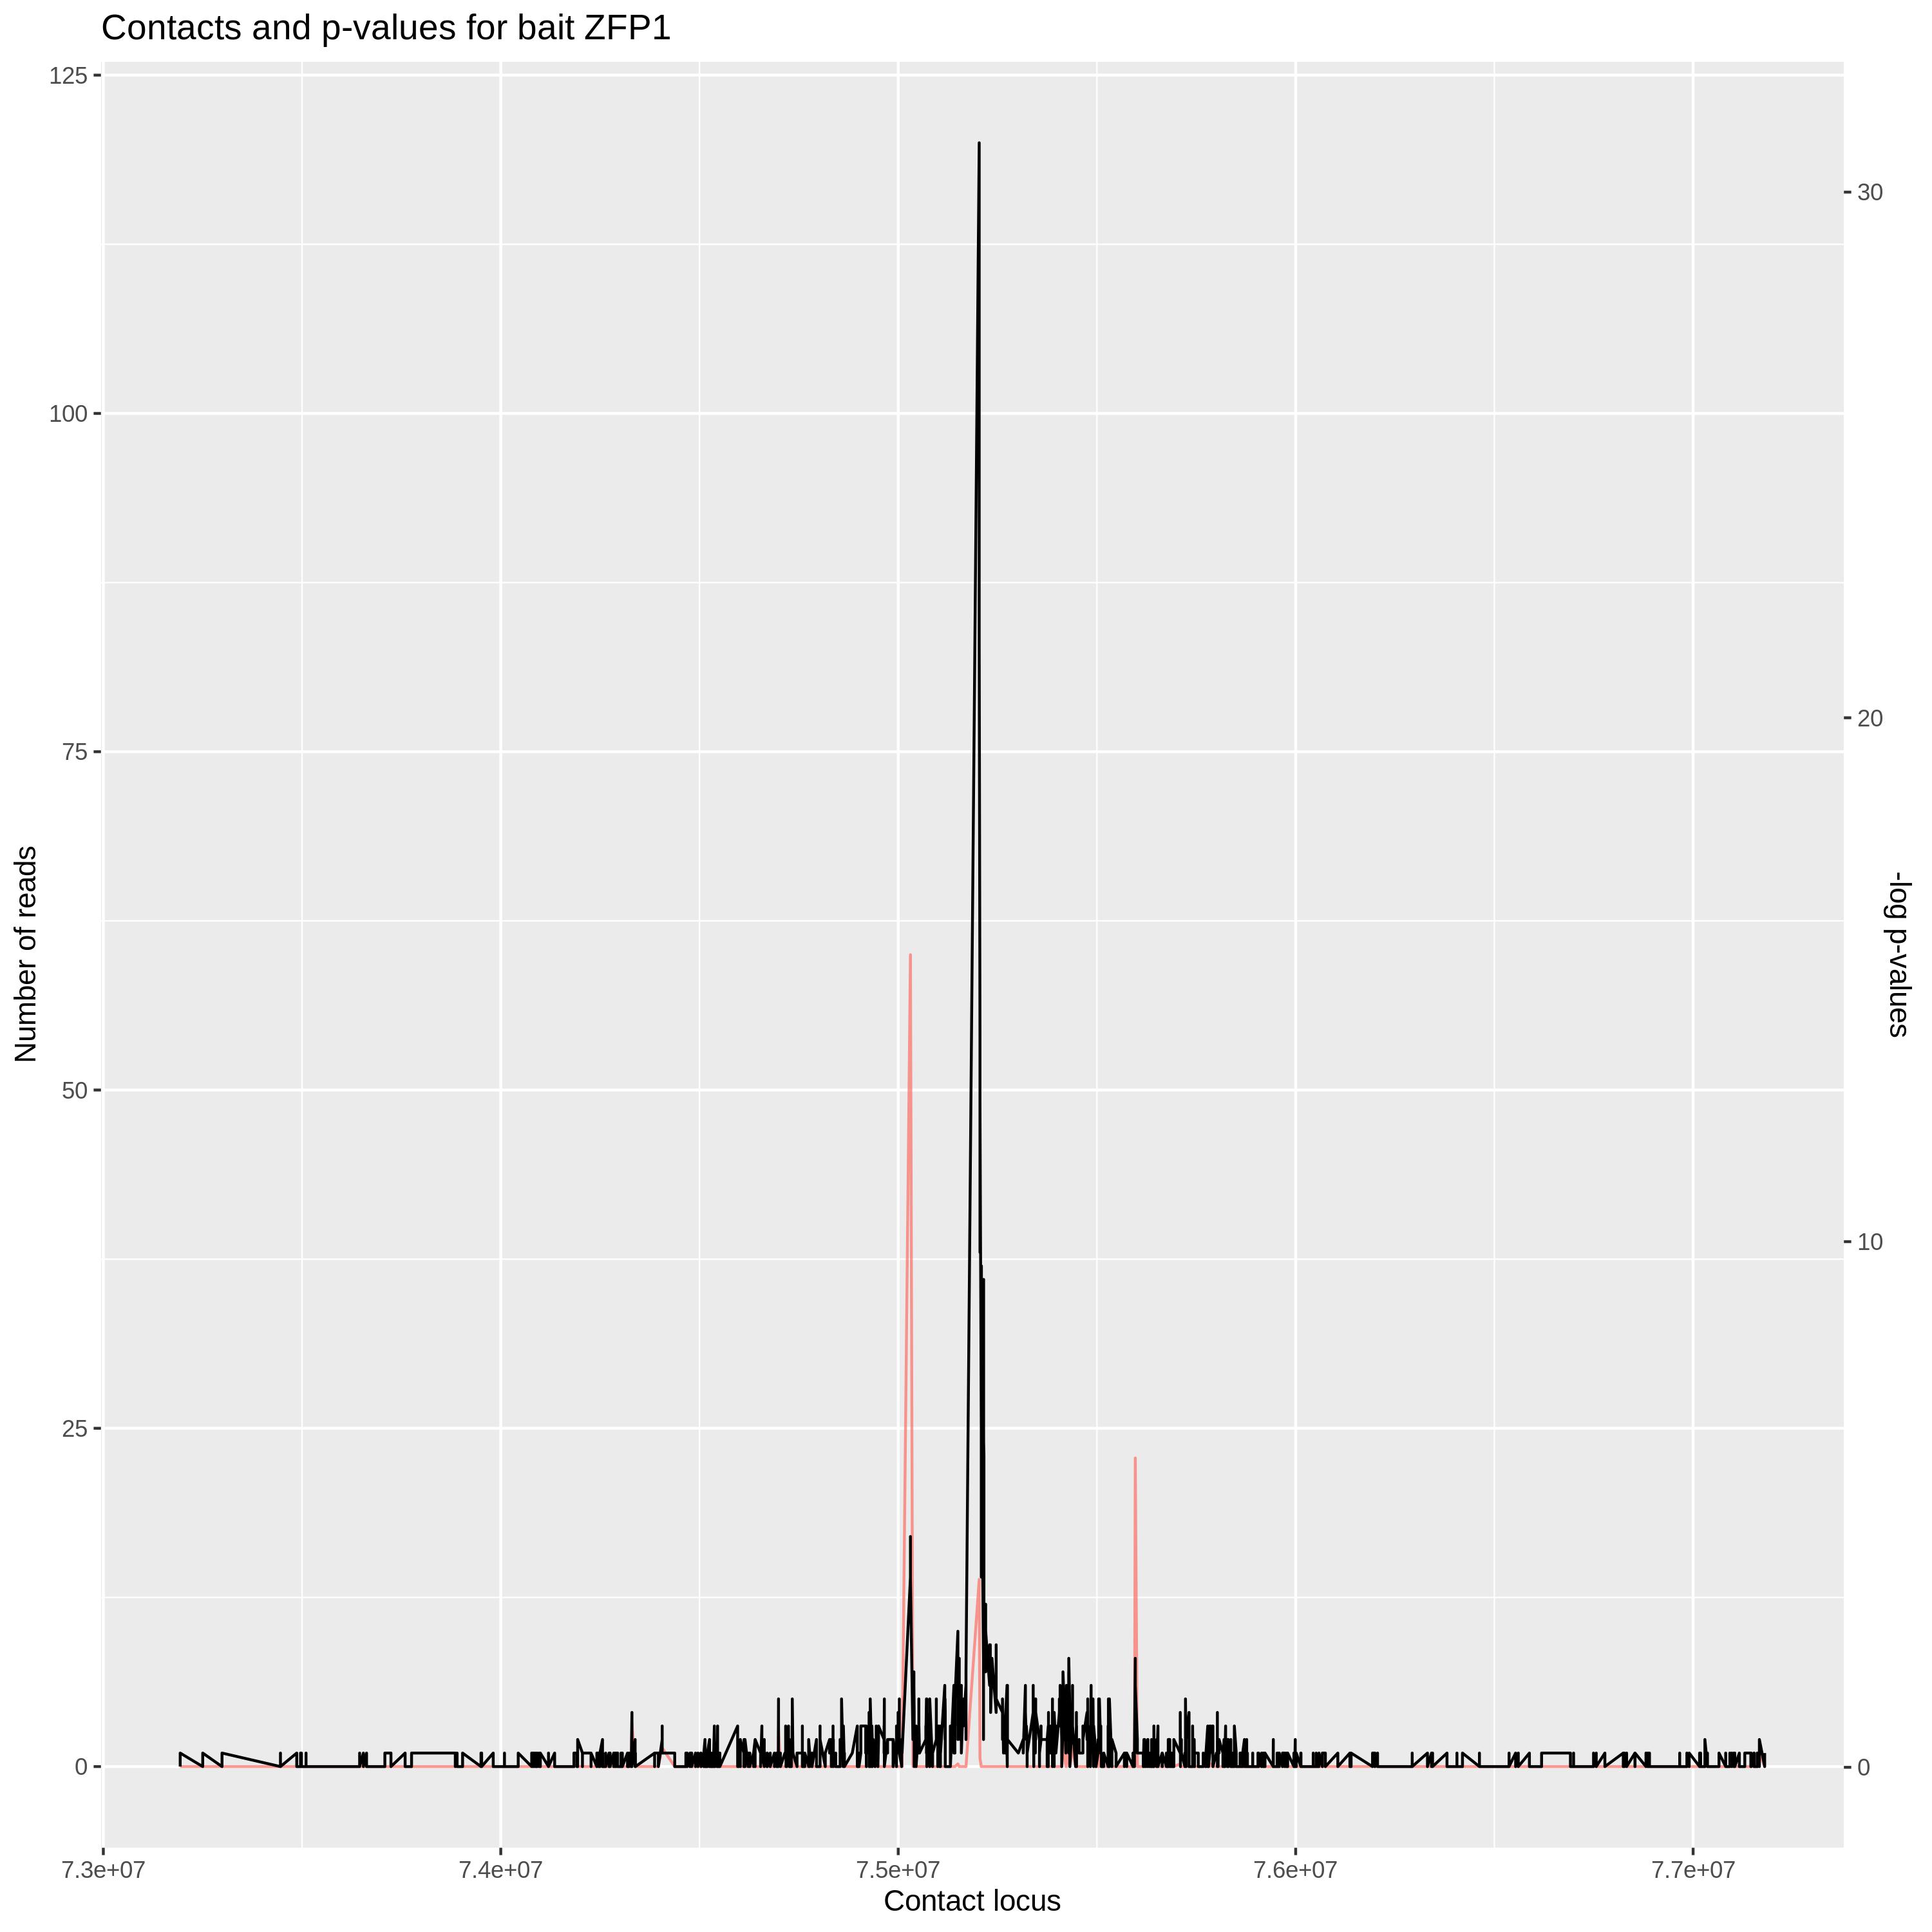 Contacts and p-values for bait ZFP1
125
100
75
50
25
0
Number of reads
30
20
10
0
-log p-values
7.3e+07 7.4e+07 7.5e+07 7.6e+07 7.7e+07
Contact locus